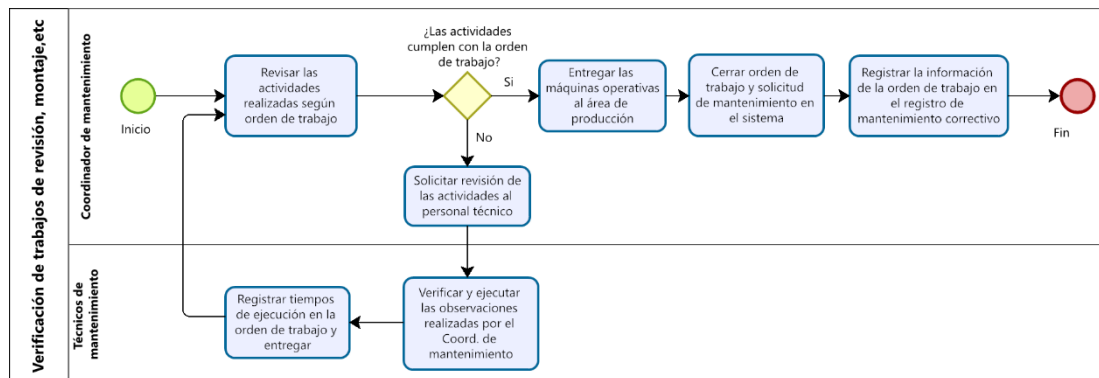 Verificación de trabajos de revisión, montaje,etc
Coordinador de mantenimiento
Inicio
Revisar las
actividades
realizadas según
orden de trabajo
¿Las actividades
cumplen con la orden
de trabajo?
Si
No
Entregar las
máquinas operativas
al área de
producción
Cerrar orden de
trabajo y solicitud
de mantenimiento en
el sistema
Registrar la información
de la orden de trabajo en
el registro de
mantenimiento correctivo
Fin
Solicitar revisión de
las actividades al
personal técnico
Técnicos de
mantenimiento
Registrar tiempos
de ejecución en la
orden de trabajo y
entregar
Verificar y ejecutar
las observaciones
realizadas por el
Coord. de
mantenimiento